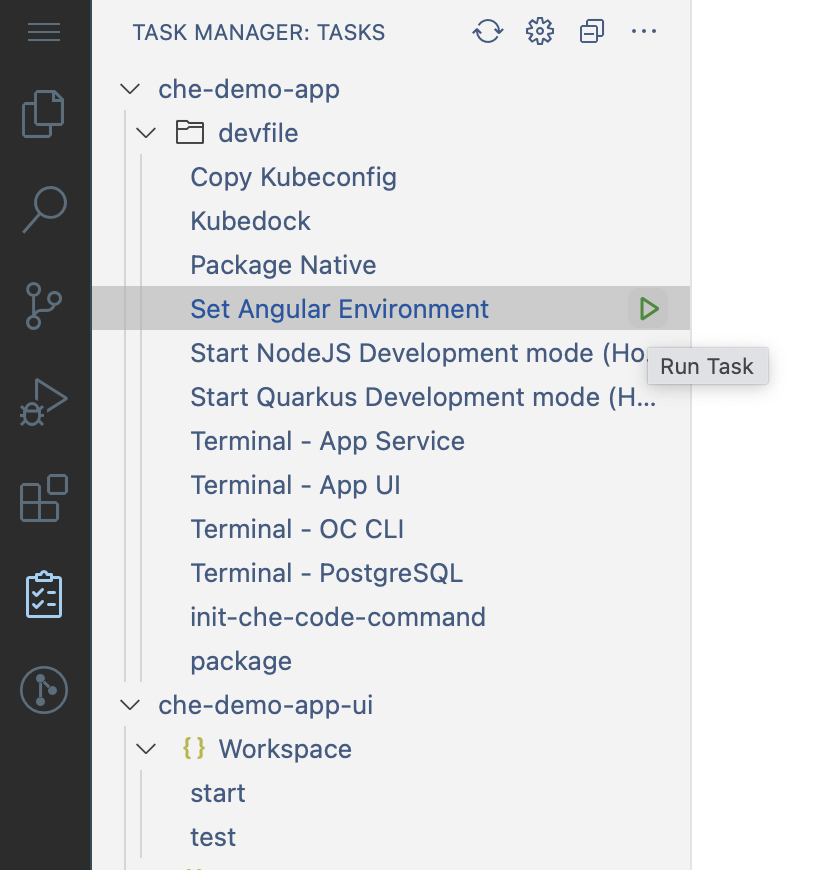 TASK MANAGER: TASKS
che-demo-app
devfile
Copy Kubeconfig
Kubedock
Package Native
Set Angular Environment
Start NodeJS Development mode (Ho...
Run Task
Start Quarkus Development mode (H...
Terminal - App Service
Terminal - App UI
Terminal - OC CLI
Terminal - PostgreSQL
init-che-code-command
package
che-demo-app-ui
{} Workspace
start
test